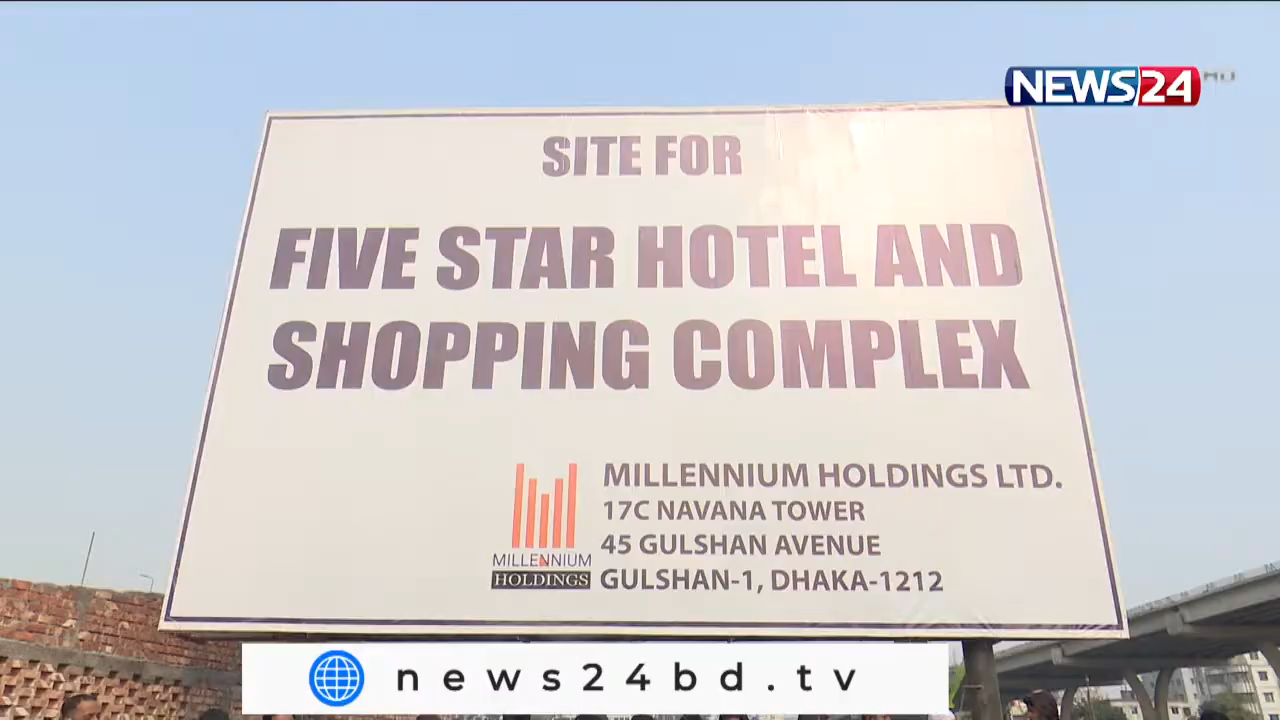 NEWS24 HD
SITE FOR
FIVE STAR HOTEL AND
SHOPPING COMPLEX
MILLENNIUM HOLDINGS LTD.
17C NAVANA TOWER
45 GULSHAN AVENUE
GULSHAN-1, DHAKA-1212
MILLENNIUM
HOLDINGS
news24bd.tv